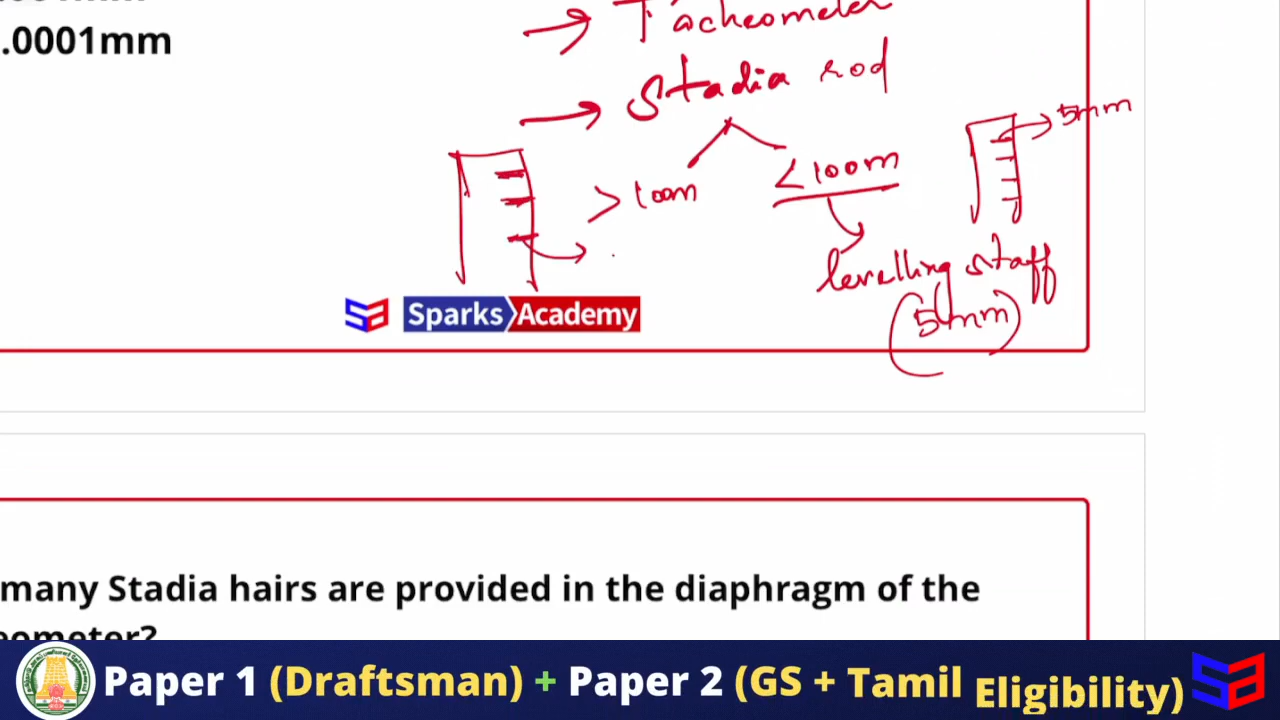 .0001mm
→ Tacheometer
→ Stadia rod
5mm
> 100m
< 100m
levelling staff
(5mm)
Sparks Academy
many Stadia hairs are provided in the diaphragm of the
eometer?
Paper 1 (Draftsman) + Paper 2 (GS + Tamil Eligibility)